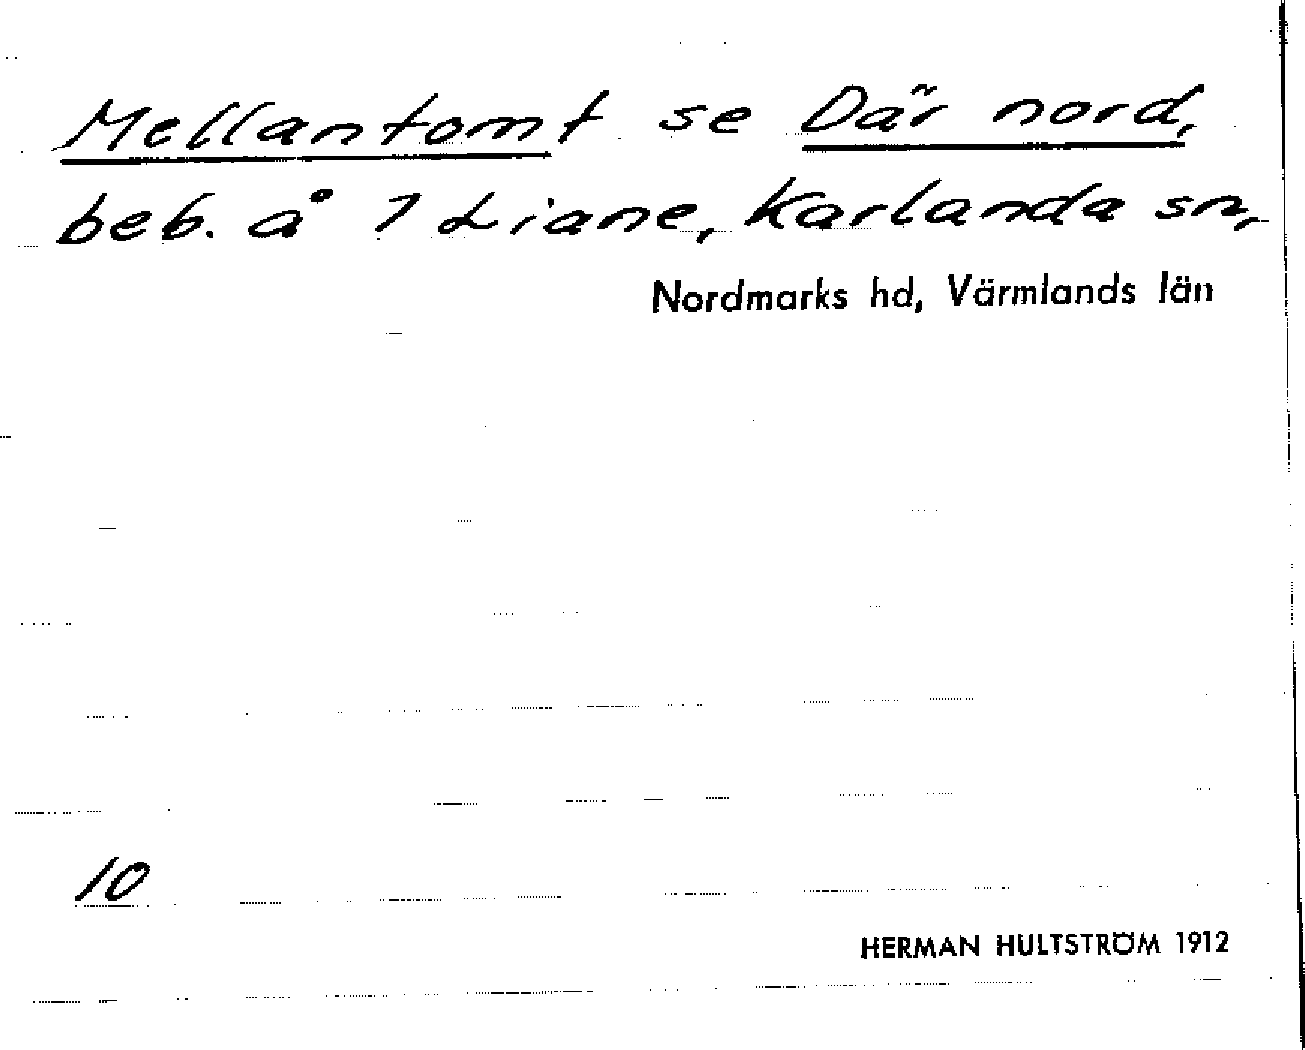 Mellantomt se Där nord,
beb. å 1 Liane, Karlanda sn,
Nordmarks hd, Värmlands län
10
HERMAN HULTSTRÖM 1912